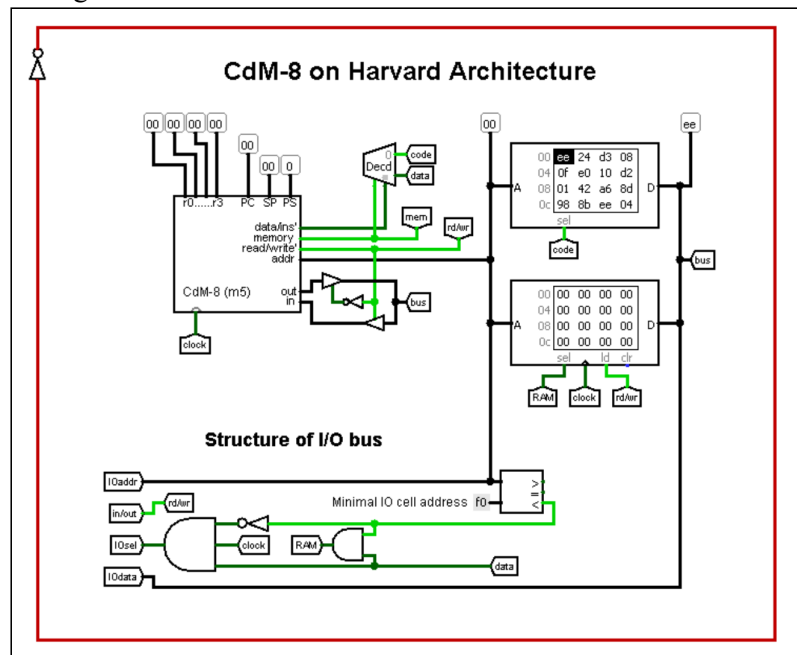 CdM-8 on Harvard Architecture
00 00 00 00
00
00 0
00
ee
r0......r3 PC SP PS
0
Decd
code
data
mem
rd/wr
data/ins'
memory
read/write'
addr
out
in
CdM-8 (m5)
clock
bus
00 ee 24 d3 08
04 0f e0 10 d2
08 01 42 a6 8d
0c 98 8b ee 04
A
D
sel
code
bus
00 00 00 00 00
04 00 00 00 00
08 00 00 00 00
0c 00 00 00 00
A
D
sel ld clr
RAM
clock
rd/wr
Structure of I/O bus
IOaddr
in/out
rd/wr
IOsel
clock
RAM
IOdata
data
Minimal IO cell address f0
>
=
<